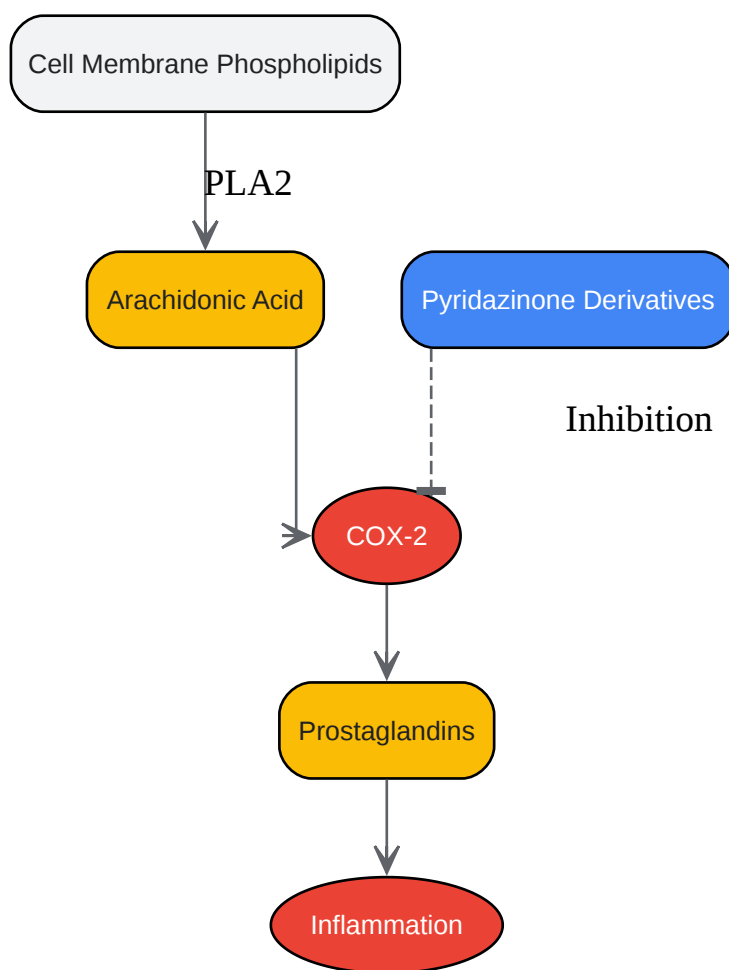 Cell Membrane Phospholipids
PLA2
Arachidonic Acid
Pyridazinone Derivatives
Inhibition
COX-2
Prostaglandins
Inflammation